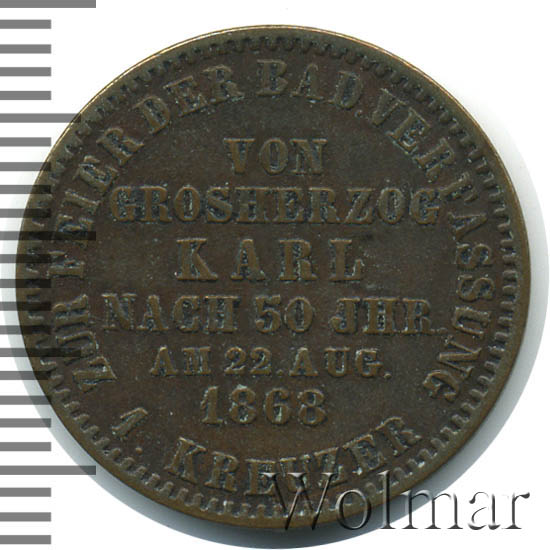 ZUR FEIER DER BAD. VERFASSUNG
VON
GROSHERZOG
KARL
NACH 50 JHR.
AM 22 AUG.
1868
1. KREUZER
Wolmar